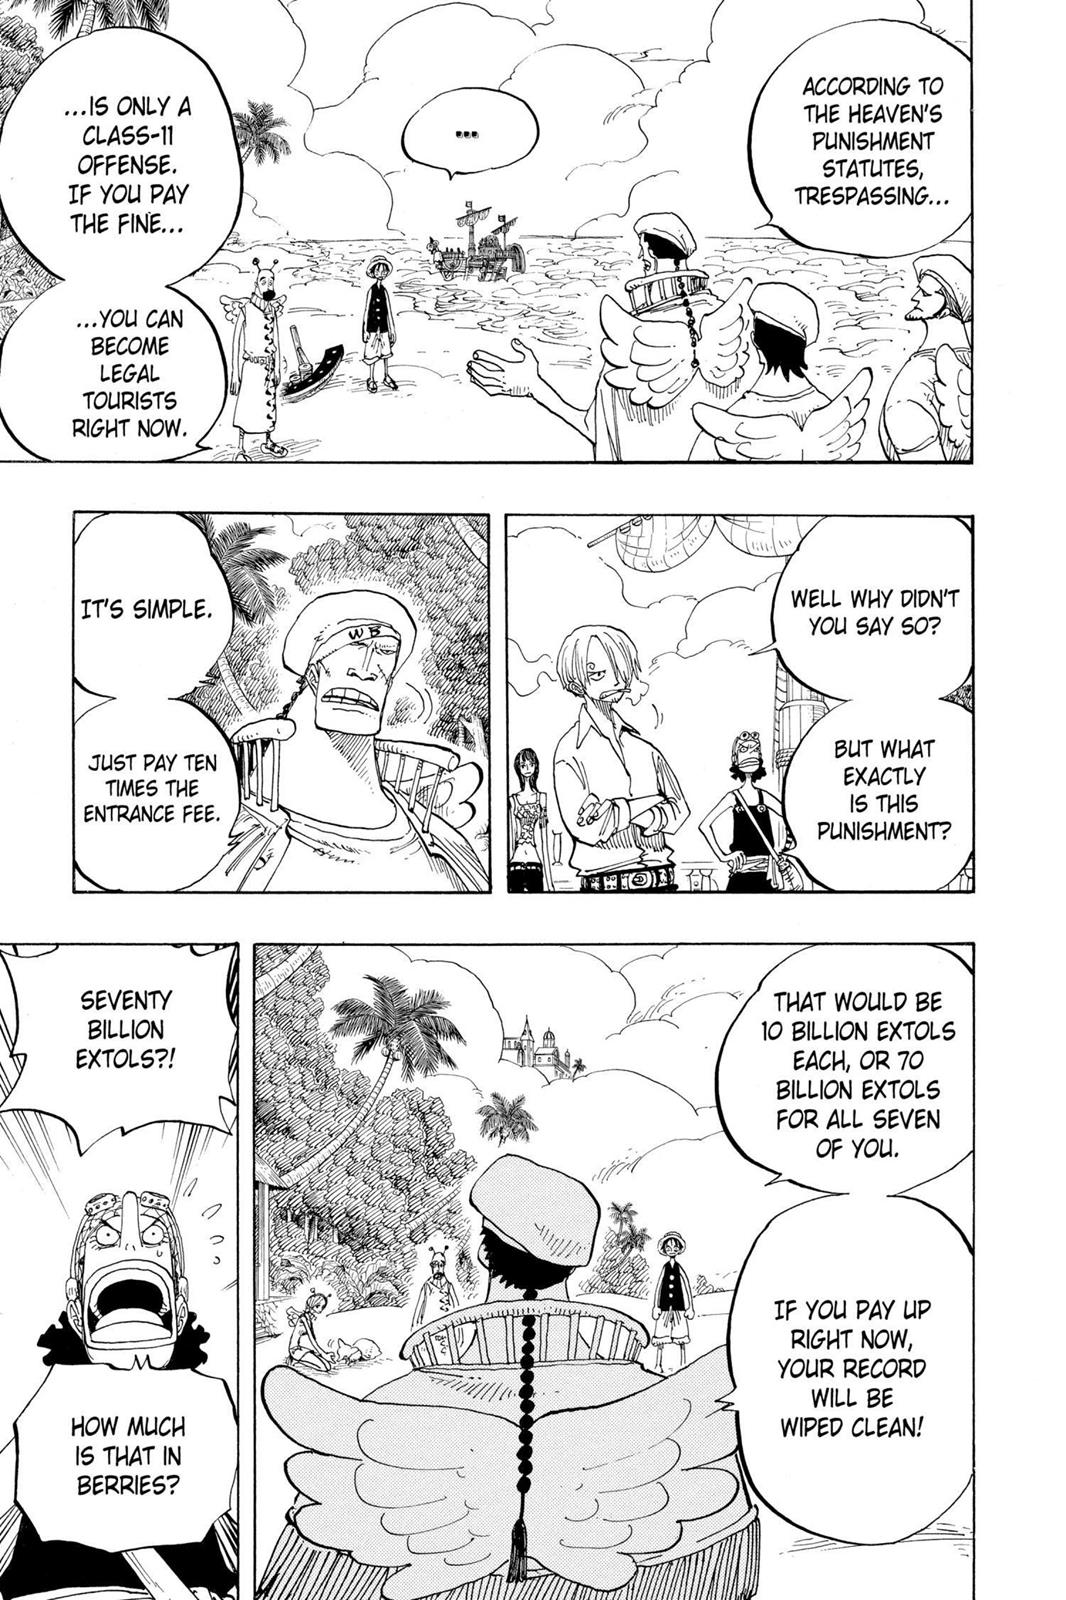 ACCORDING TO
THE HEAVEN'S
PUNISHMENT
STATUTES,
TRESPASSING...
...
...IS ONLY A
CLASS-11
OFFENSE.
IF YOU PAY
THE FINE...
...YOU CAN
BECOME
LEGAL
TOURISTS
RIGHT NOW.
WELL WHY DIDN'T
YOU SAY SO?
BUT WHAT
EXACTLY
IS THIS
PUNISHMENT?
IT'S SIMPLE.
WB
JUST PAY TEN
TIMES THE
ENTRANCE FEE.
THAT WOULD BE
10 BILLION EXTOLS
EACH, OR 70
BILLION EXTOLS
FOR ALL SEVEN
OF YOU.
IF YOU PAY UP
RIGHT NOW,
YOUR RECORD
WILL BE
WIPED CLEAN!
SEVENTY
BILLION
EXTOLS?!
HOW MUCH
IS THAT IN
BERRIES?